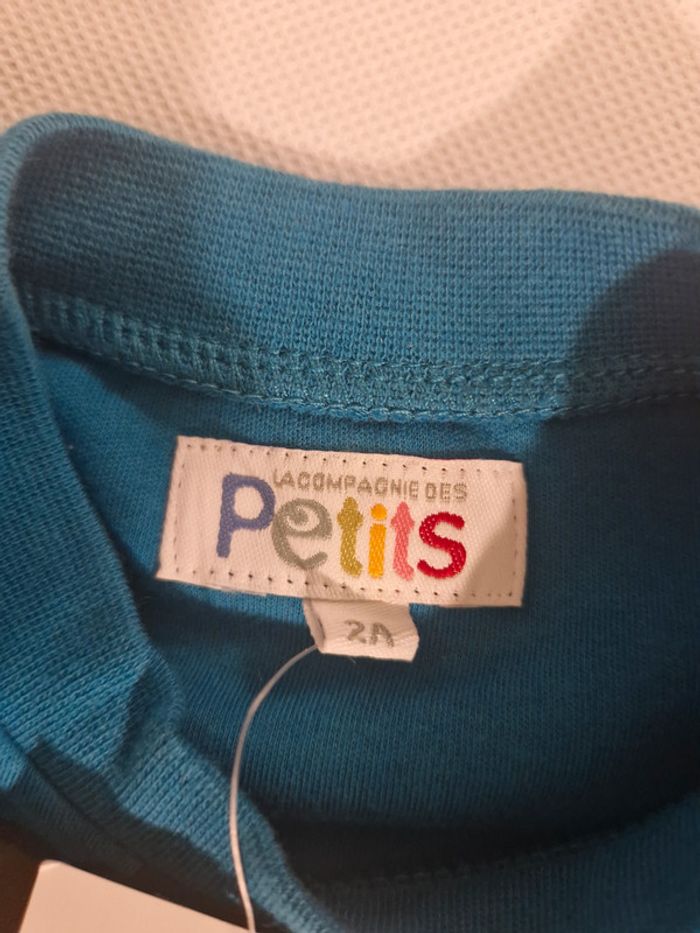 LA COMPAGNIE DES
Petits
2A